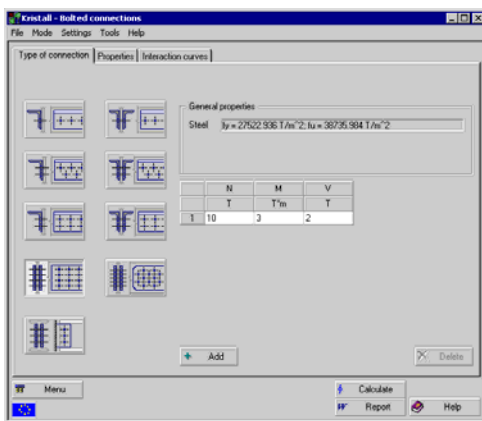 Kristall - Bolted connections
File Mode Settings Tools Help
Type of connection Properties Interaction curves
General properties
Steel fy = 27522.936 T/m^2; fu = 38735.984 T/m^2
N M V
T T*m T
1 10 3 2
Add Delete
Menu Calculate
Report Help